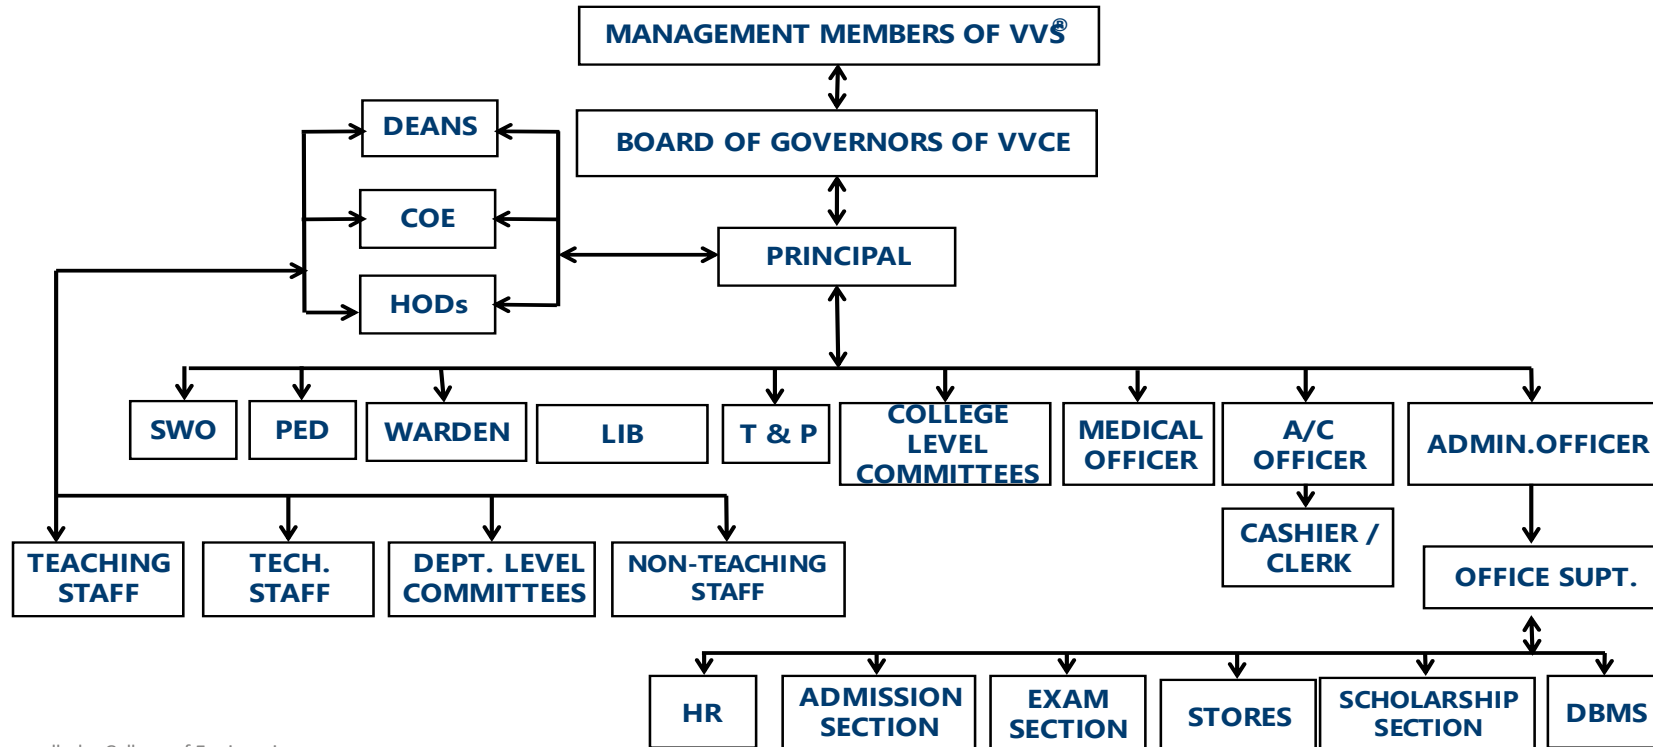 MANAGEMENT MEMBERS OF VVS®
DEANS
BOARD OF GOVERNORS OF VVCE
COE
PRINCIPAL
HODs
SWO
PED
WARDEN
LIB
T & P
COLLEGE
LEVEL
COMMITTEES
MEDICAL
OFFICER
A/C
OFFICER
ADMIN.OFFICER
CASHIER /
CLERK
TEACHING
STAFF
TECH.
STAFF
DEPT. LEVEL
COMMITTEES
NON-TEACHING
STAFF
OFFICE SUPT.
HR
ADMISSION
SECTION
EXAM
SECTION
STORES
SCHOLARSHIP
SECTION
DBMS